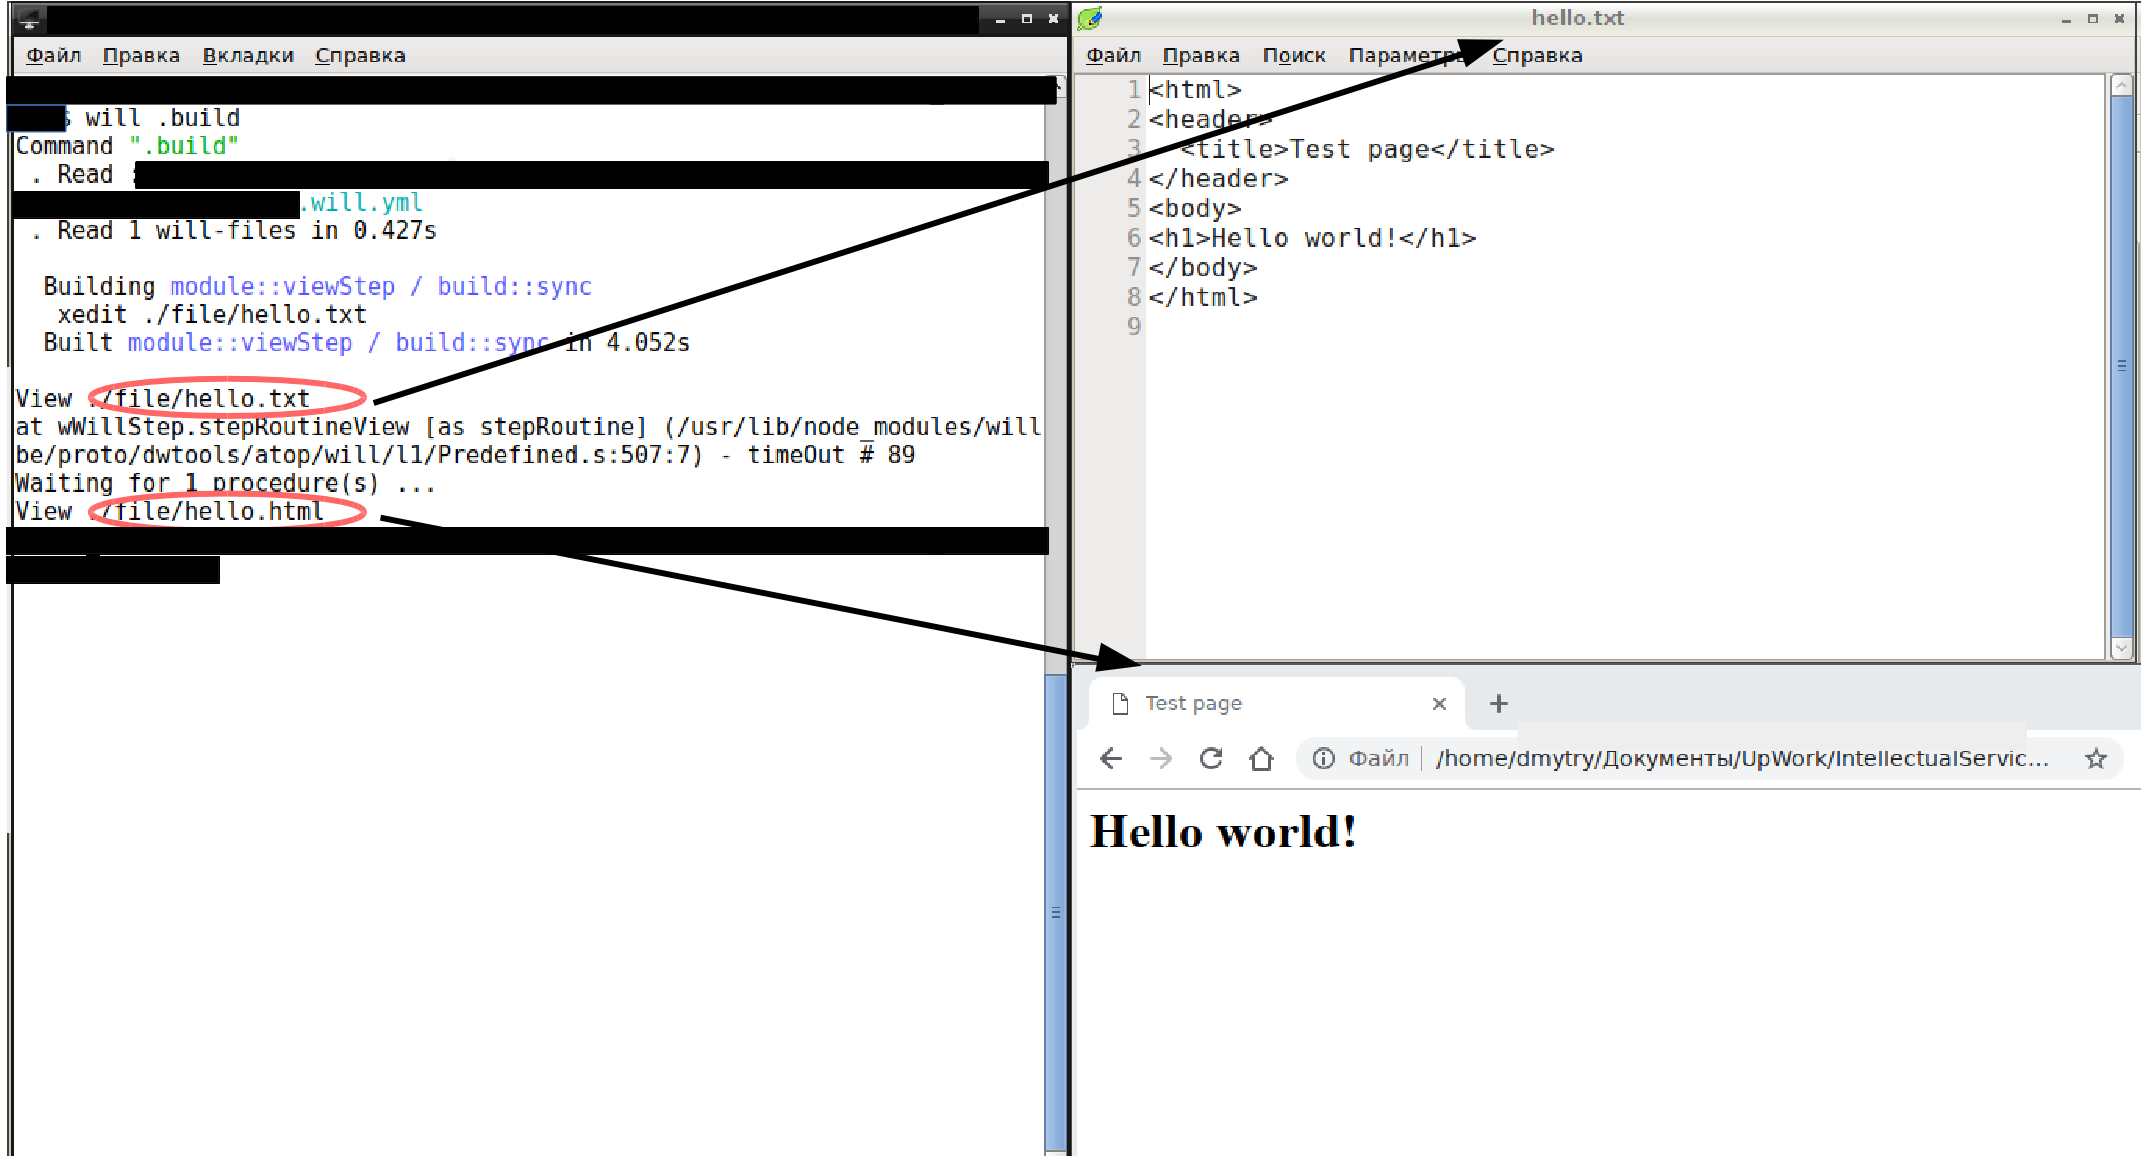 Файл Правка Вкладки Справка
$ will .build
Command ".build"
. Read
.will.yml
. Read 1 will-files in 0.427s
Building module::viewStep / build::sync
xedit ./file/hello.txt
Built module::viewStep / build::sync in 4.052s
View ./file/hello.txt
at wWillStep.stepRoutineView [as stepRoutine] (/usr/lib/node_modules/will
be/proto/dwtools/atop/will/l1/Predefined.s:507:7) - timeOut # 89
Waiting for 1 procedure(s) ...
View ./file/hello.html
hello.txt
Файл Правка Поиск Параметры Справка
1 <html>
2 <header>
3 <title>Test page</title>
4 </header>
5 <body>
6 <h1>Hello world!</h1>
7 </body>
8 </html>
9
Test page
Файл /home/dmytry/Документы/UpWork/IntellectualServic...
Hello world!